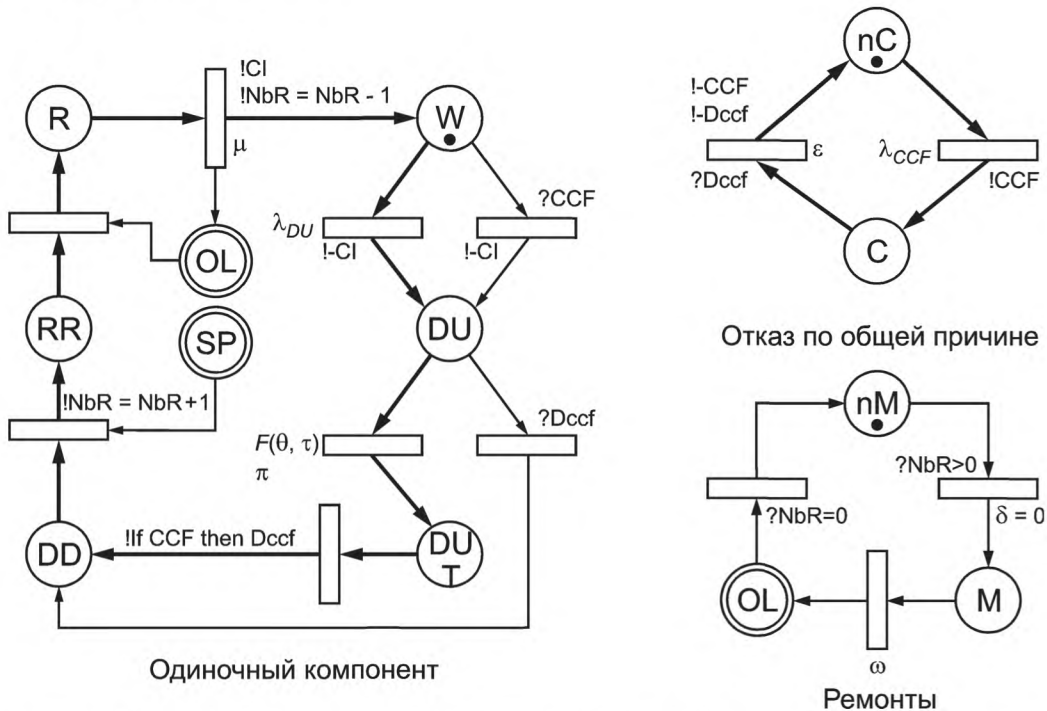 !CI
!NbR = NbR - 1
R
W
μ
?CCF
λDU
!-CI
!-CI
OL
RR
SP
DU
!NbR = NbR+1
F(θ, τ)
π
?Dccf
DD
!If CCF then Dccf
DU
T
Одиночный компонент
nC
!-CCF
!-Dccf
ε
λCCF
?Dccf
!CCF
C
Отказ по общей причине
nM
?NbR>0
?NbR=0
δ = 0
OL
M
ω
Ремонты